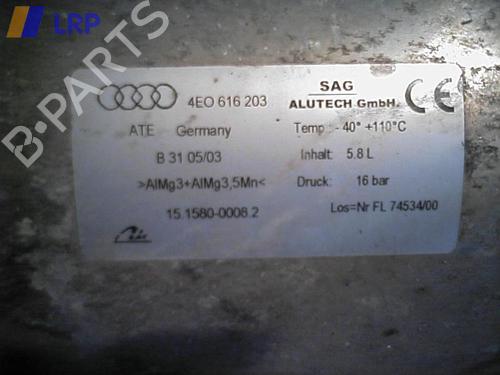 LRP
B-PARTS
4EO 616 203
ATE Germany
B 31 05/03
>AlMg3+AlMg3,5Mn<
15.1580-0008.2
SAG
ALUTECH GmbH.
CE
Temp.: - 40° +110°C
Inhalt: 5.8 L
Druck: 16 bar
Los=Nr FL 74534/00